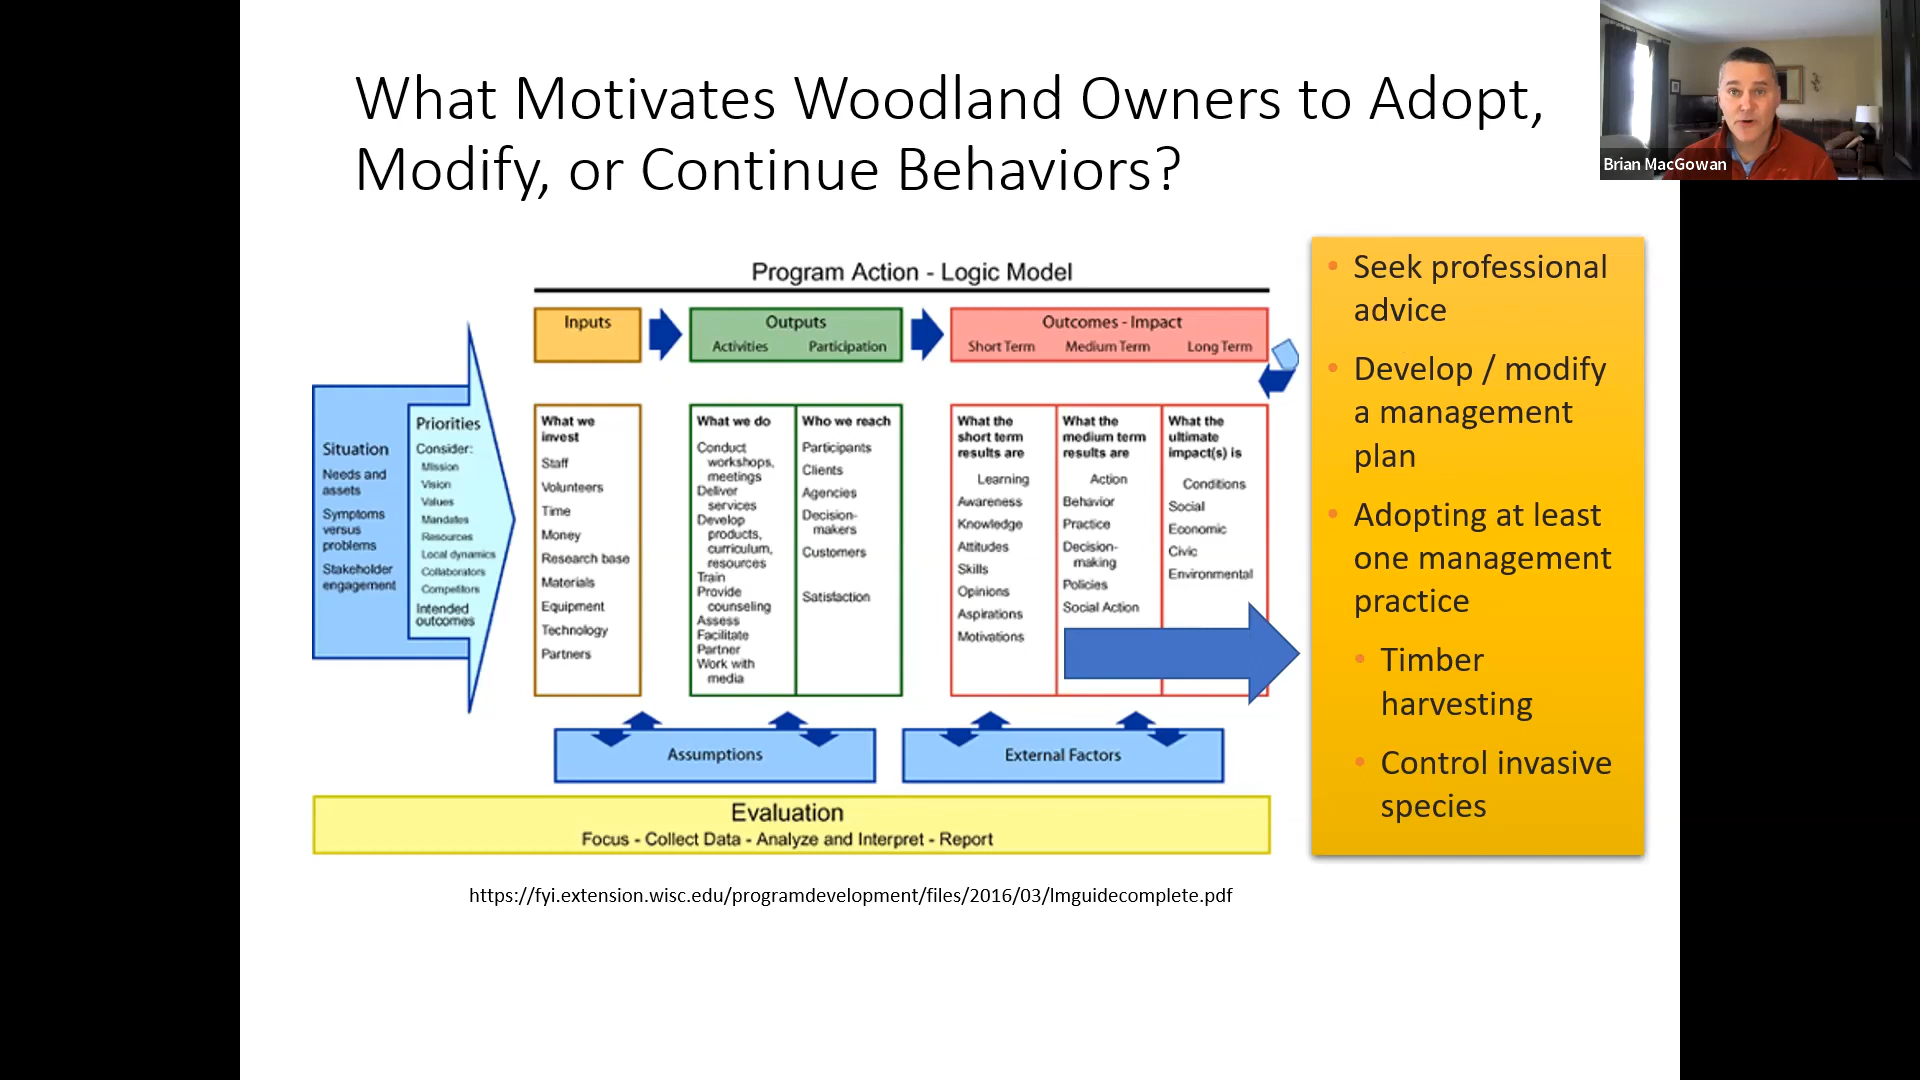 What Motivates Woodland Owners to Adopt,
Modify, or Continue Behaviors?
Brian MacGowan
Program Action - Logic Model
Inputs
Outputs
Activities Participation
Outcomes - Impact
Short Term Medium Term Long Term
Situation
Needs and
assets
Symptoms
versus
problems
Stakeholder
engagement
Priorities
Consider:
Mission
Vision
Values
Mandates
Resources
Local dynamics
Collaborators
Competitors
Intended
outcomes
What we
invest
Staff
Volunteers
Time
Money
Research base
Materials
Equipment
Technology
Partners
What we do
Conduct
workshops,
meetings
Deliver
services
Develop
products,
curriculum,
resources
Train
Provide
counseling
Assess
Facilitate
Partner
Work with
media
Who we reach
Participants
Clients
Agencies
Decision-
makers
Customers
Satisfaction
What the
short term
results are
Learning
Awareness
Knowledge
Attitudes
Skills
Opinions
Aspirations
Motivations
What the
medium term
results are
Action
Behavior
Practice
Decision-
making
Policies
Social Action
What the
ultimate
impact(s) is
Conditions
Social
Economic
Civic
Environmental
Assumptions
External Factors
Evaluation
Focus - Collect Data - Analyze and Interpret - Report
• Seek professional
advice
• Develop / modify
a management
plan
• Adopting at least
one management
practice
• Timber
harvesting
• Control invasive
species
https://fyi.extension.wisc.edu/programdevelopment/files/2016/03/lmguidecomplete.pdf